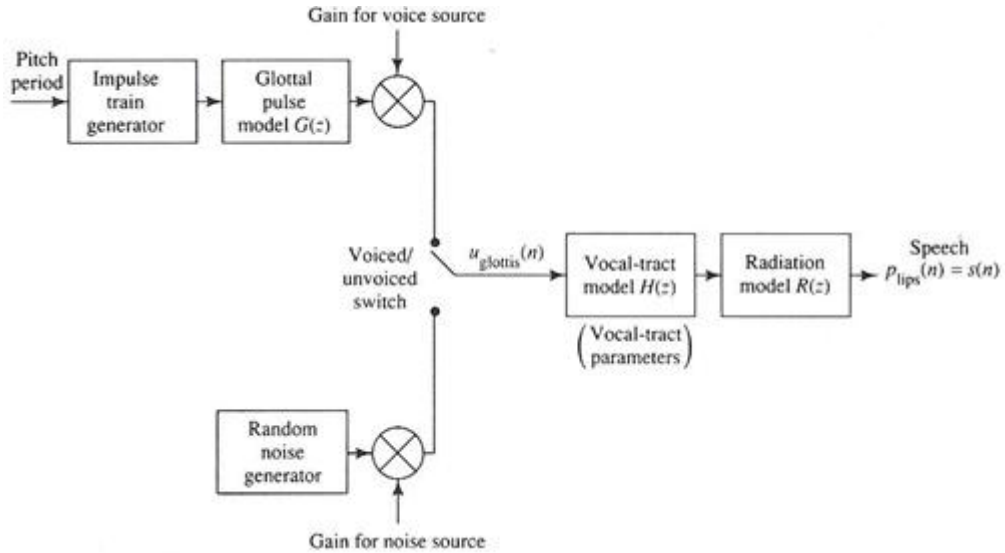 Gain for voice source
Pitch
period
Impulse
train
generator
Glottal
pulse
model G(z)
Voiced/
unvoiced
switch
u_glottis(n)
Vocal-tract
model H(z)
(Vocal-tract
parameters)
Radiation
model R(z)
Speech
p_lips(n) = s(n)
Random
noise
generator
Gain for noise source